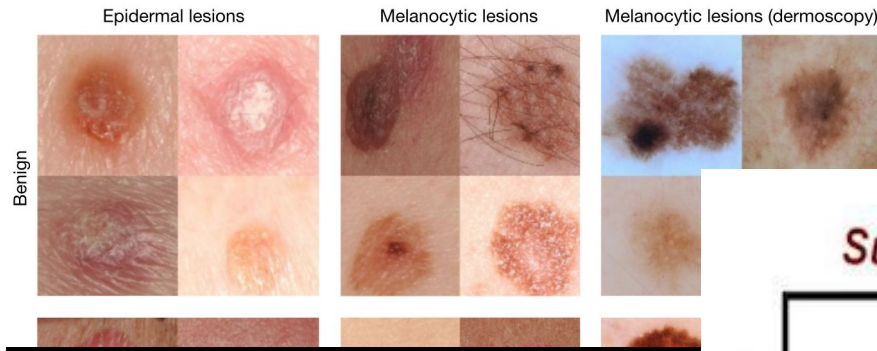 Epidermal lesions
Melanocytic lesions
Melanocytic lesions (dermoscopy)
Benign